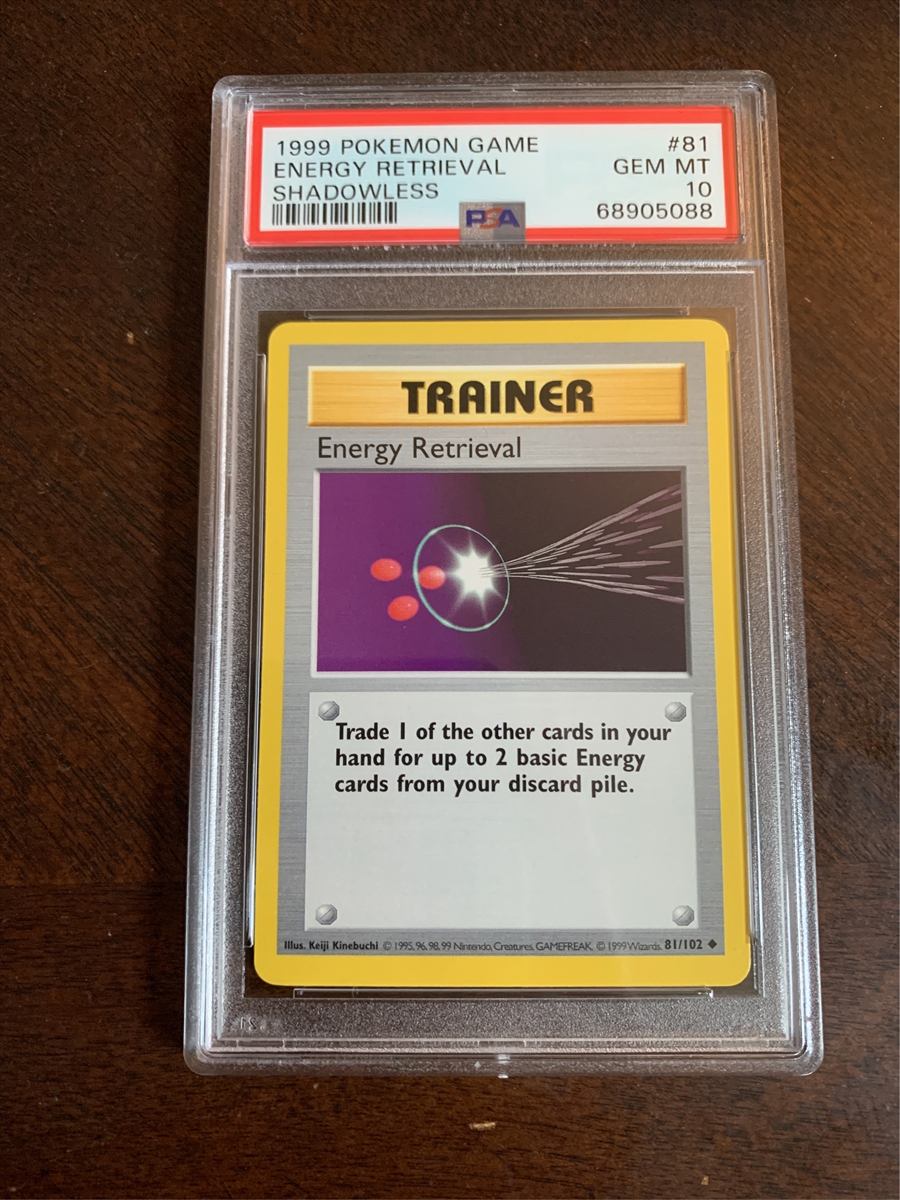 1999 POKEMON GAME #81
ENERGY RETRIEVAL GEM MT
SHADOWLESS 10
PSA 68905088
TRAINER
Energy Retrieval
Trade 1 of the other cards in your
hand for up to 2 basic Energy
cards from your discard pile.
Illus. Keiji Kinebuchi © 1995, 96, 98, 99 Nintendo, Creatures, GAMEFREAK. © 1999 Wizards. 81/102 ◆